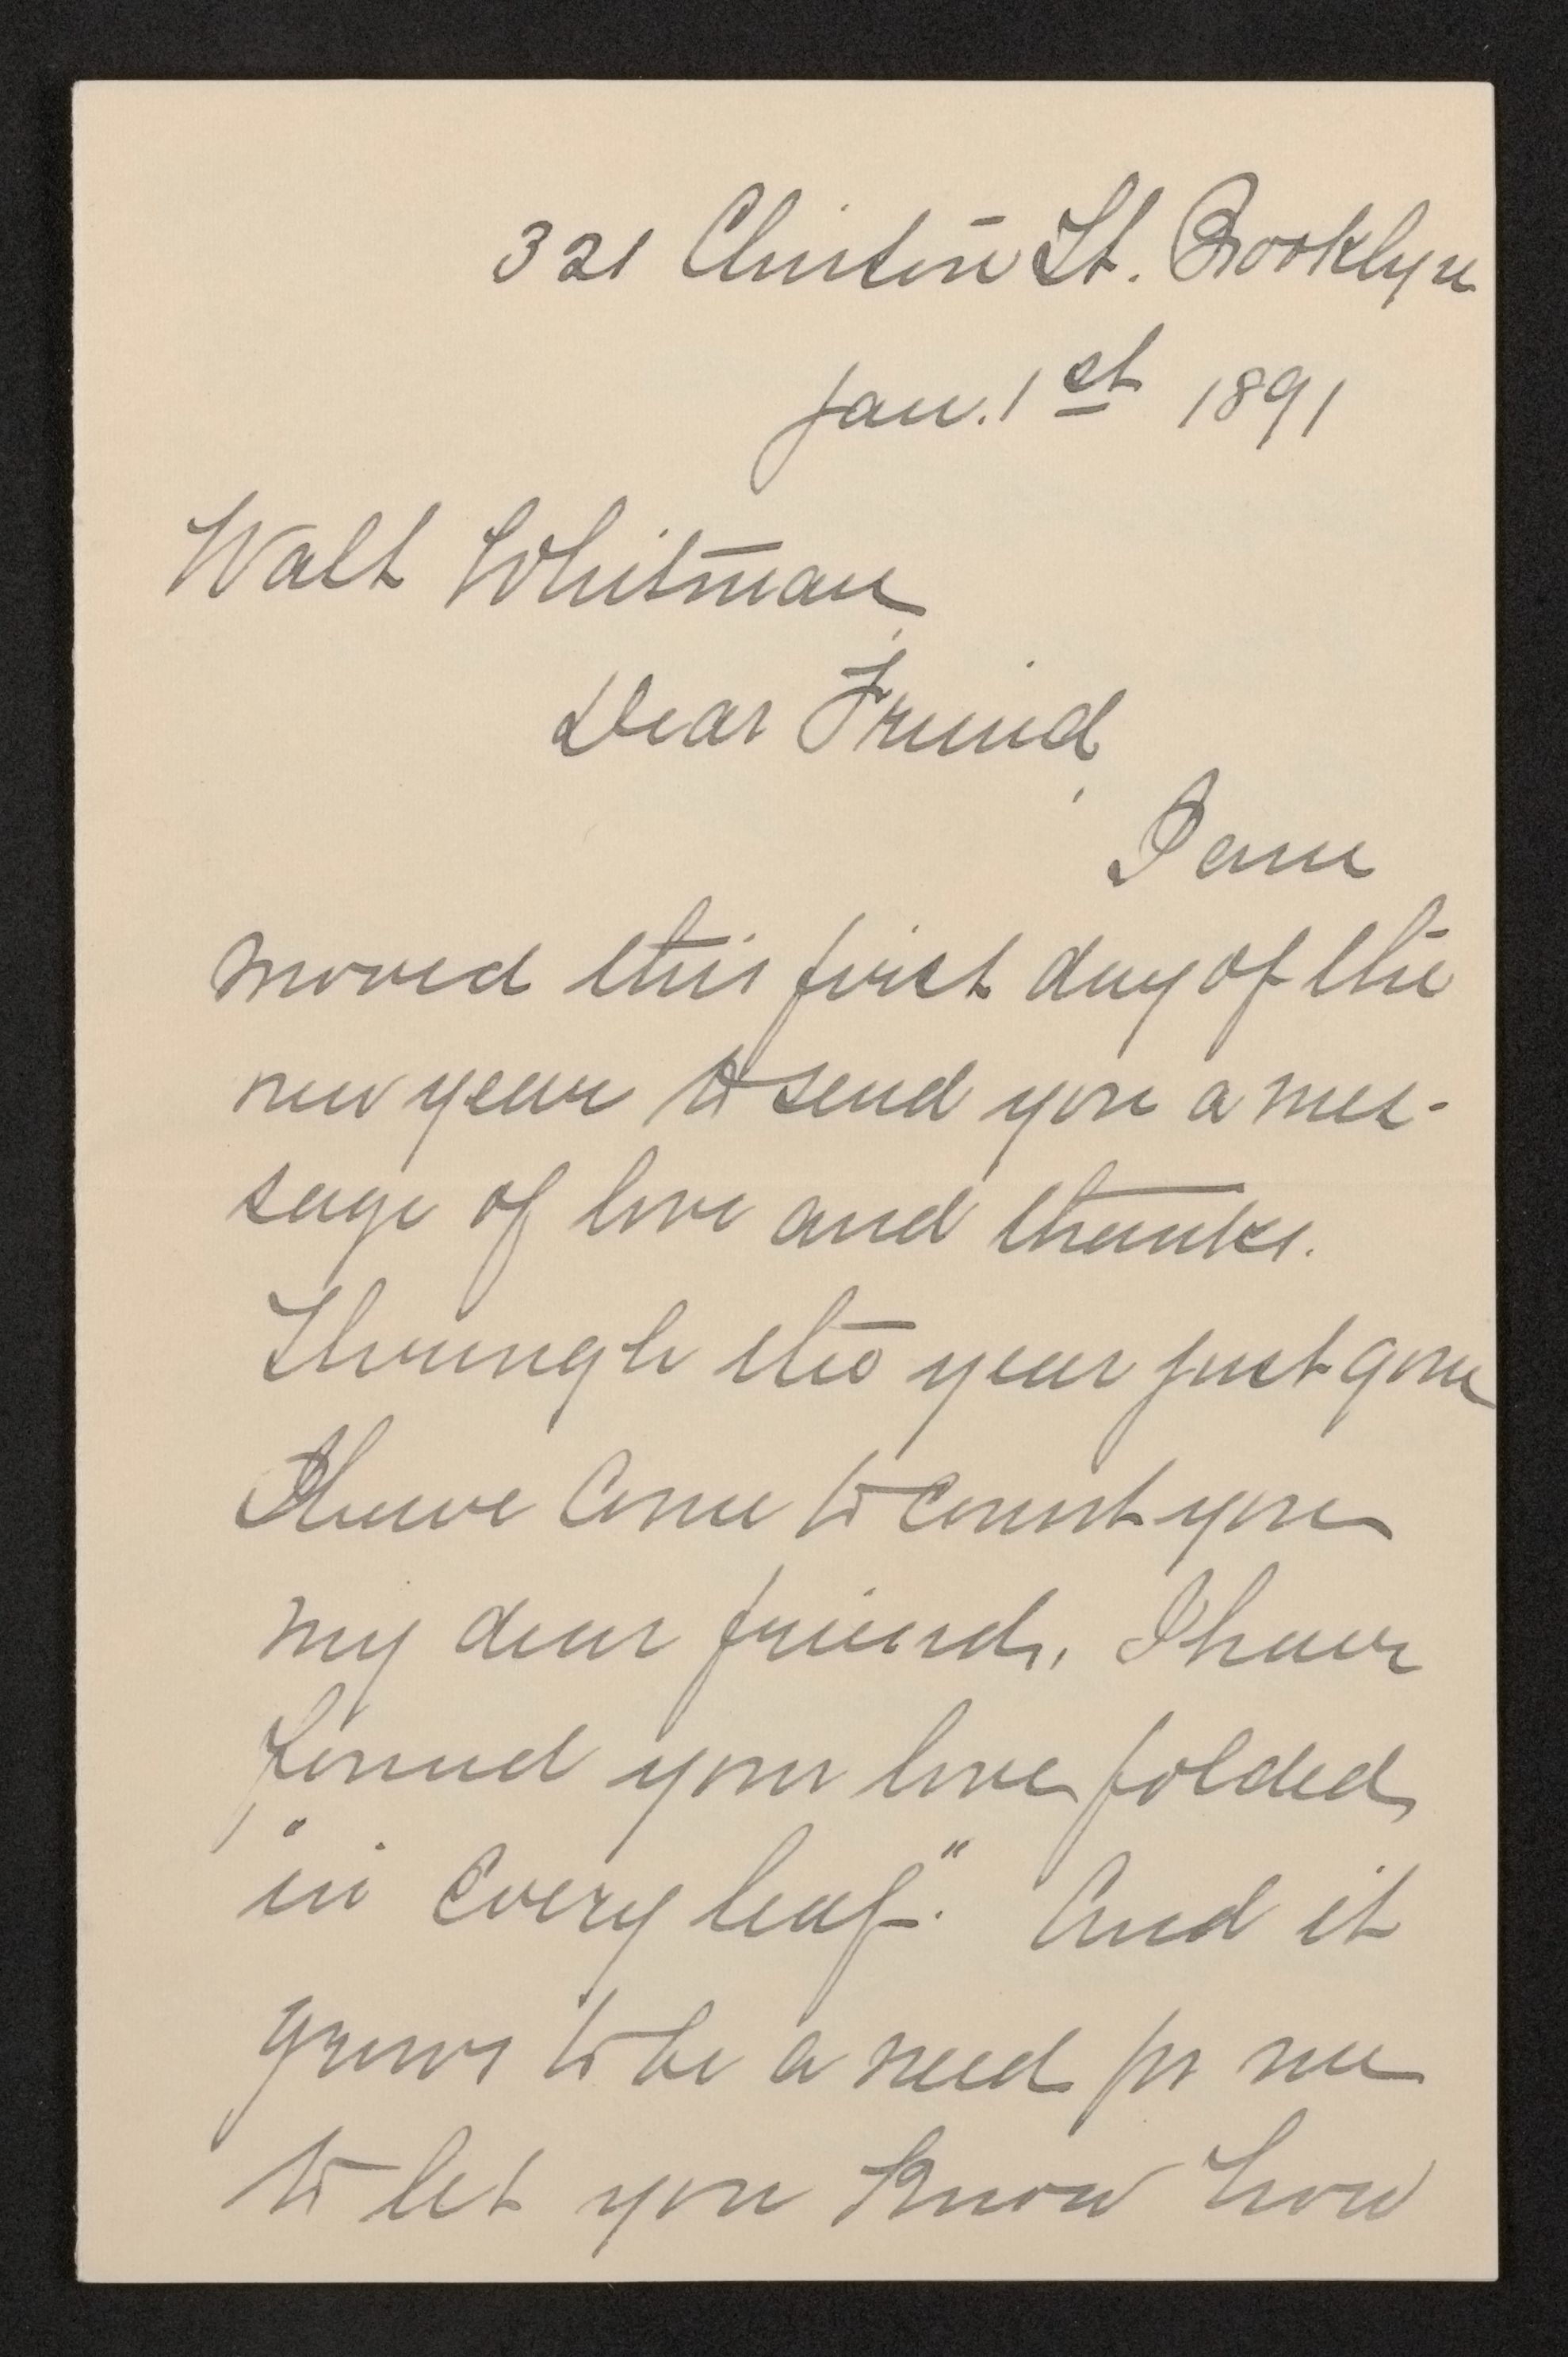 321 Clinton St. Brooklyn
Jan. 1st 1891
Walt Whitman,
Dear Friend,
I am
moved this first day of the
new year to send you a mes-
sage of love and thanks.
Through the year just gone
I have come to count you
my dear friend. I have
found your love folded
"in every leaf." And it
grows to be a need for me
to let you know how